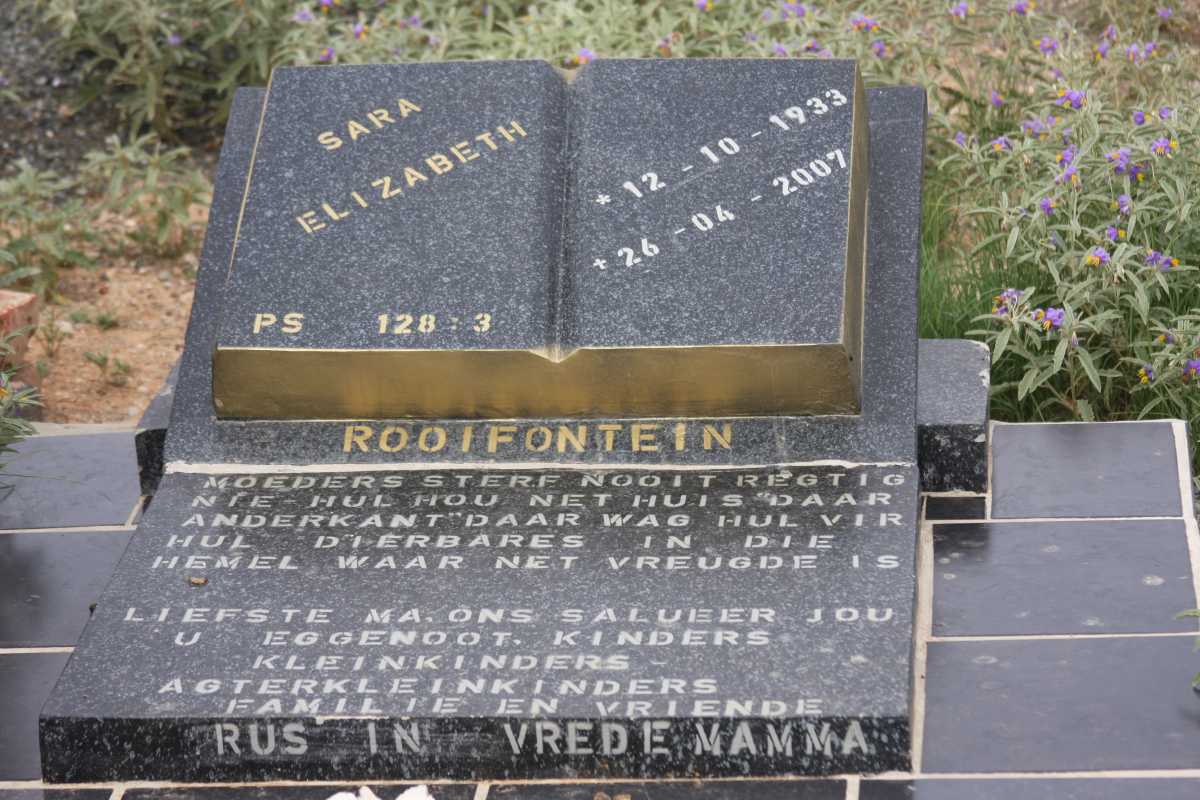 SARA
ELIZABETH
* 12 - 10 - 1933
+ 26 - 04 - 2007
PS 128 : 3
ROOIFONTEIN
MOEDERS STERF NOOIT REGTIG
NIE HUL HOU NET HUIS "DAAR
ANDERKANT" DAAR WAG HUL VIR
HUL DIERBARES IN DIE
HEMEL WAAR NET VREUGDE IS
LIEFSTE MA, ONS SALUEER JOU
U EGGENOOT, KINDERS
KLEINKINDERS -
AGTERKLEINKINDERS
FAMILIE EN VRIENDE
RUS IN VREDE MAMMA